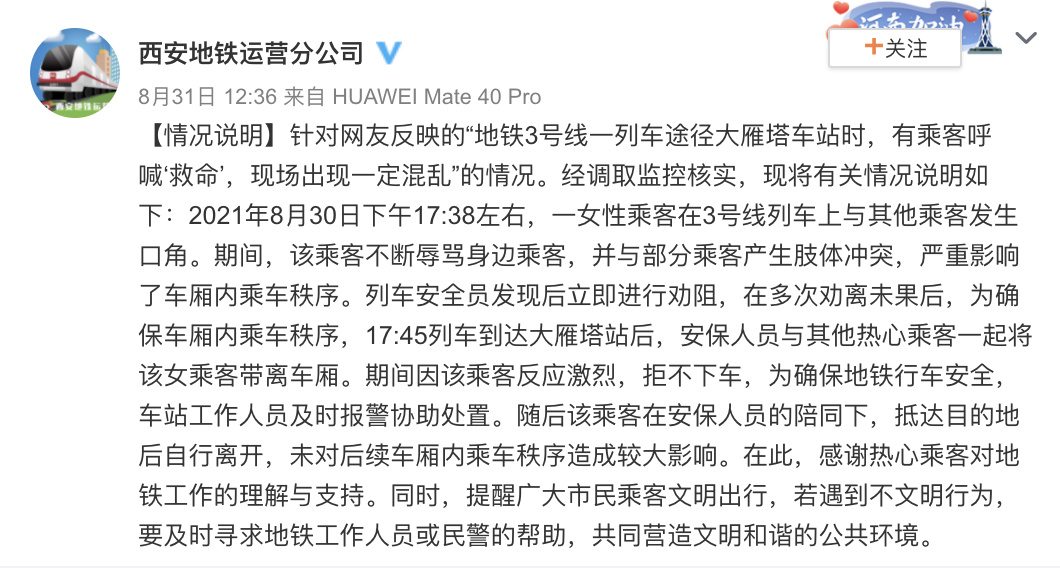 河南加油
西安地铁运营分公司
+关注
8月31日 12:36 来自 HUAWEI Mate 40 Pro
西安地铁运营
【情况说明】针对网友反映的“地铁3号线一列车途径大雁塔车站时，有乘客呼
喊‘救命’，现场出现一定混乱”的情况。经调取监控核实，现将有关情况说明如
下：2021年8月30日下午17:38左右，一女性乘客在3号线列车上与其他乘客发生
口角。期间，该乘客不断辱骂身边乘客，并与部分乘客产生肢体冲突，严重影响
了车厢内乘车秩序。列车安全员发现后立即进行劝阻，在多次劝离未果后，为确
保车厢内乘车秩序，17:45列车到达大雁塔站后，安保人员与其他热心乘客一起将
该女乘客带离车厢。期间因该乘客反应激烈，拒不下车，为确保地铁行车安全，
车站工作人员及时报警协助处置。随后该乘客在安保人员的陪同下，抵达目的地
后自行离开，未对后续车厢内乘车秩序造成较大影响。在此，感谢热心乘客对地
铁工作的理解与支持。同时，提醒广大市民乘客文明出行，若遇到不文明行为，
要及时寻求地铁工作人员或民警的帮助，共同营造文明和谐的公共环境。